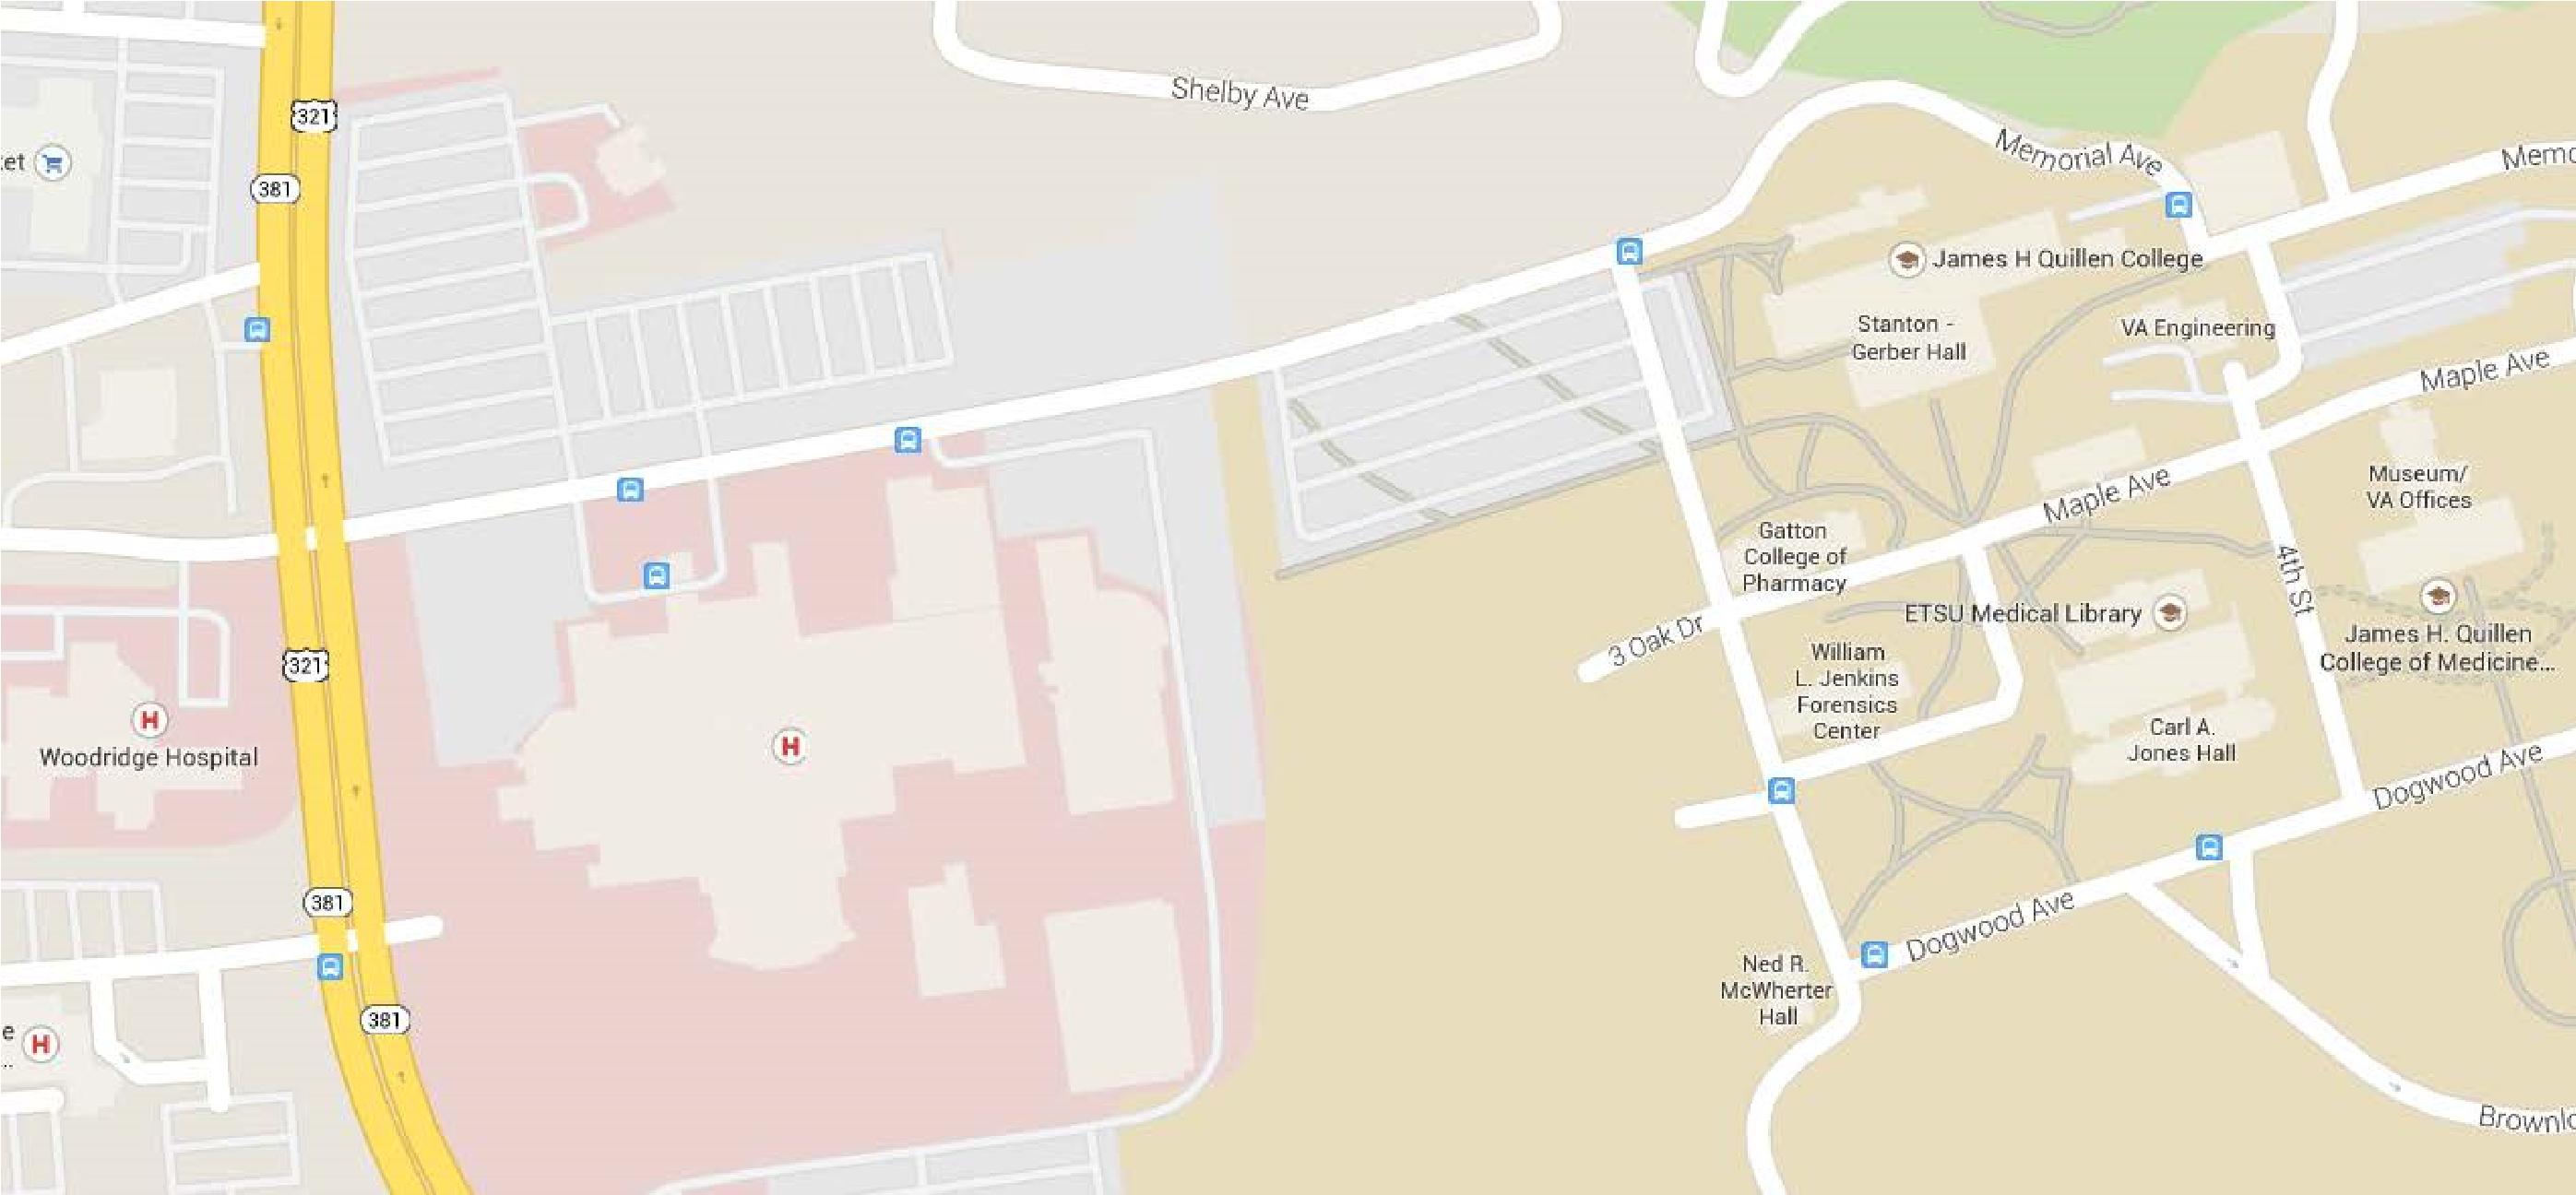 321
381
et
Shelby Ave
Memorial Ave
Memo
James H Quillen College
Stanton -
Gerber Hall
VA Engineering
Maple Ave
Maple Ave
Museum/
VA Offices
Gatton
College of
Pharmacy
4th St
3 Oak Dr
ETSU Medical Library
James H. Quillen
College of Medicine...
William
L. Jenkins
Forensics
Center
321
H
Woodridge Hospital
H
Carl A.
Jones Hall
Dogwood Ave
381
Dogwood Ave
Ned R.
McWherter
Hall
381
e
..
H
Brownlo